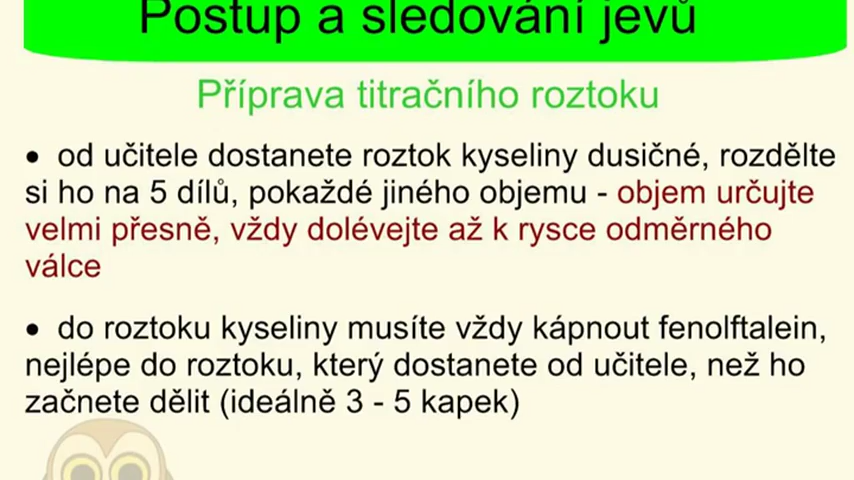 Postup a sledování jevů
Příprava titračního roztoku
• od učitele dostanete roztok kyseliny dusičné, rozdělte
si ho na 5 dílů, pokaždé jiného objemu - objem určujte
velmi přesně, vždy dolévejte až k rysce odměrného
válce
• do roztoku kyseliny musíte vždy kápnout fenolftalein,
nejlépe do roztoku, který dostanete od učitele, než ho
začnete dělit (ideálně 3 - 5 kapek)